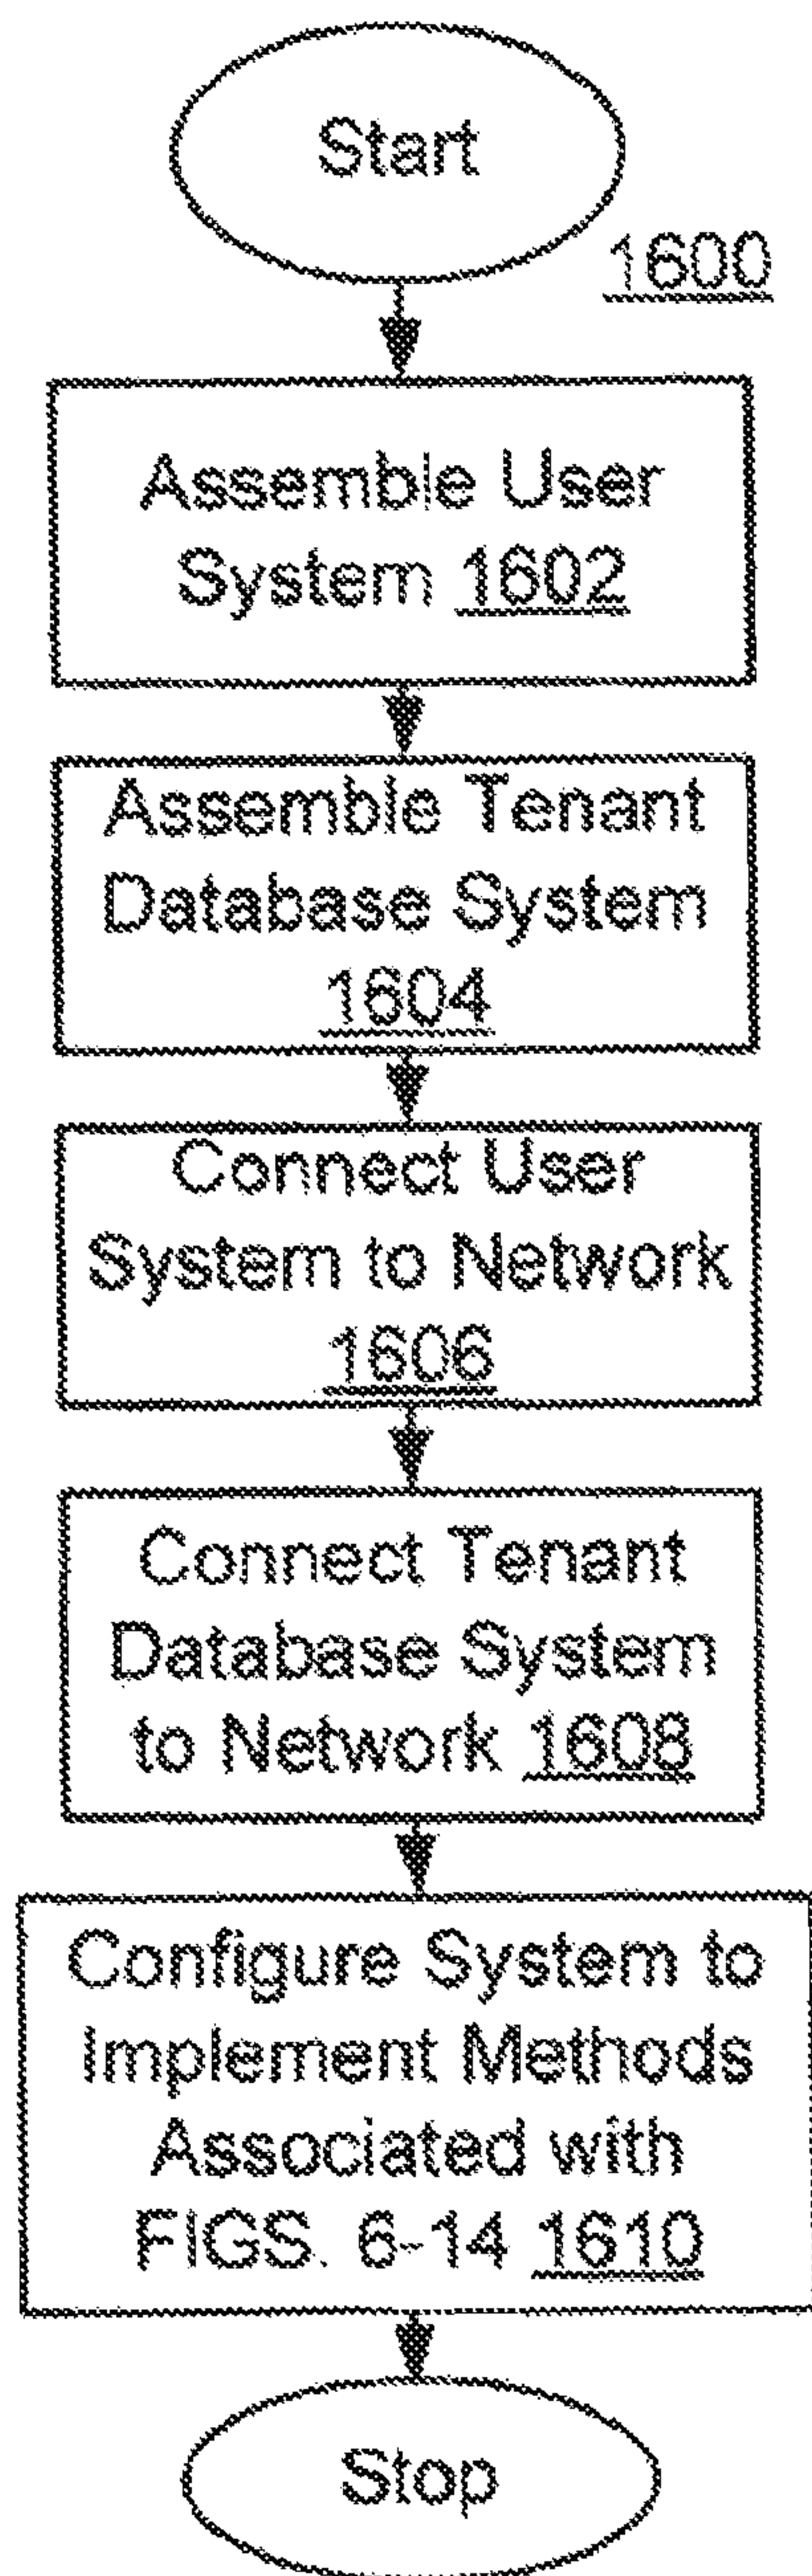 Start
1600
Assemble User
System 1602
Assemble Tenant
Database System
1604
Connect User
System to Network
1606
Connect Tenant
Database System
to Network 1608
Configure System to
Implement Methods
Associated with
FIGS. 6-14 1610
Stop